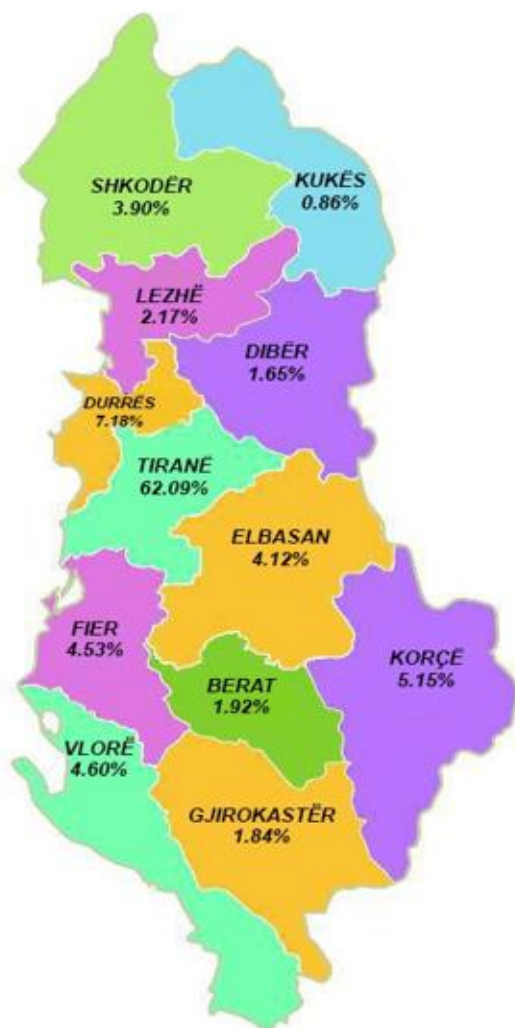 SHKODËR
3.90%
KUKËS
0.86%
LEZHË
2.17%
DIBËR
1.65%
DURRËS
7.18%
TIRANË
62.09%
ELBASAN
4.12%
FIER
4.53%
KORÇË
5.15%
BERAT
1.92%
VLORË
4.60%
GJIROKASTËR
1.84%